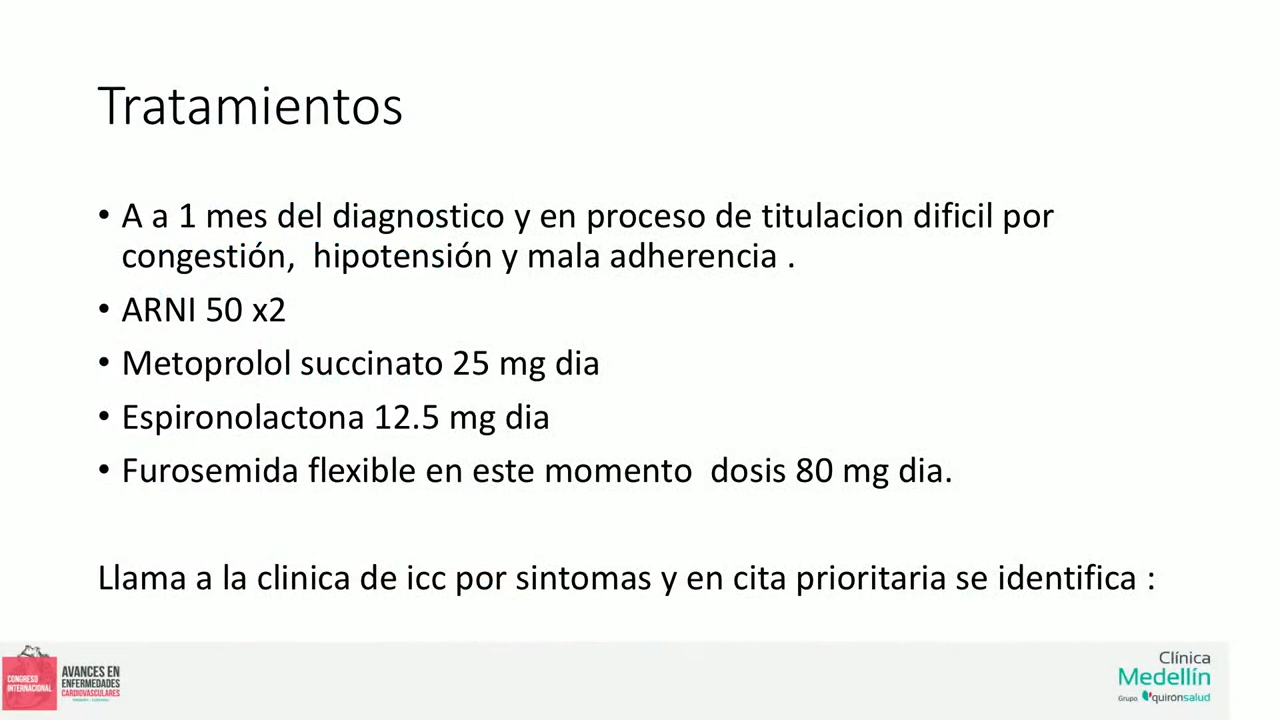 Tratamientos
• A a 1 mes del diagnostico y en proceso de titulacion dificil por
congestión, hipotensión y mala adherencia .
• ARNI 50 x2
• Metoprolol succinato 25 mg dia
• Espironolactona 12.5 mg dia
• Furosemida flexible en este momento dosis 80 mg dia.
Llama a la clinica de icc por sintomas y en cita prioritaria se identifica :
CONGRESO
INTERNACIONAL
AVANCES EN
ENFERMEDADES
CARDIOVASCULARES
Clínica
Medellín
Grupo quironsalud